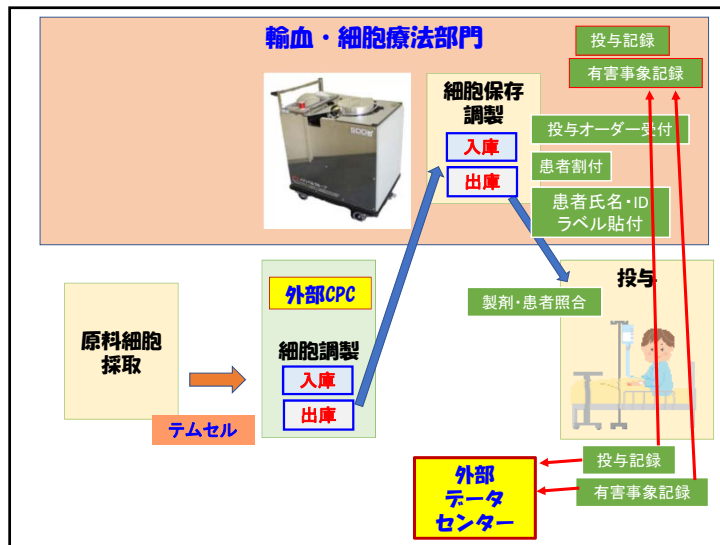 輸血・細胞療法部門
投与記録
有害事象記録
細胞保存
調製
入庫
出庫
投与オーダー受付
患者割付
患者氏名・ID
ラベル貼付
原料細胞
採取
テムセル
外部CPC
細胞調製
入庫
出庫
投与
製剤・患者照合
投与記録
有害事象記録
外部
データ
センター